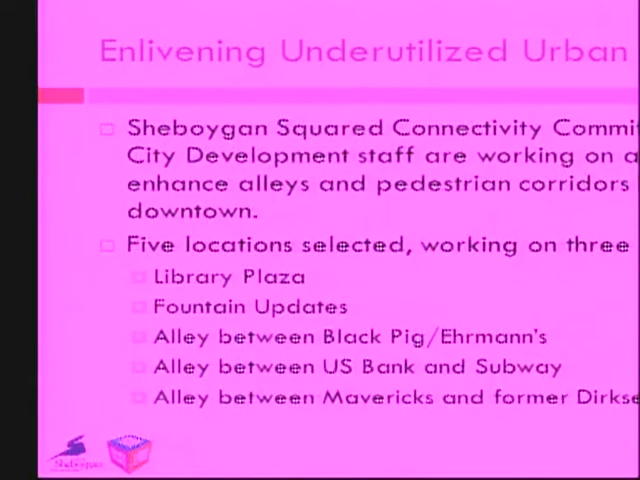 Enlivening Underutilized Urban
Sheboygan Squared Connectivity
City Development staff are working on
enhance alleys and pedestrian corridors
downtown.
Five locations selected, working on three
Library Plaza
Fountain Updates
Alley between Black Pig/Ehrmann's
Alley between US Bank and Subway
Alley between Mavericks and former
Sheboygan